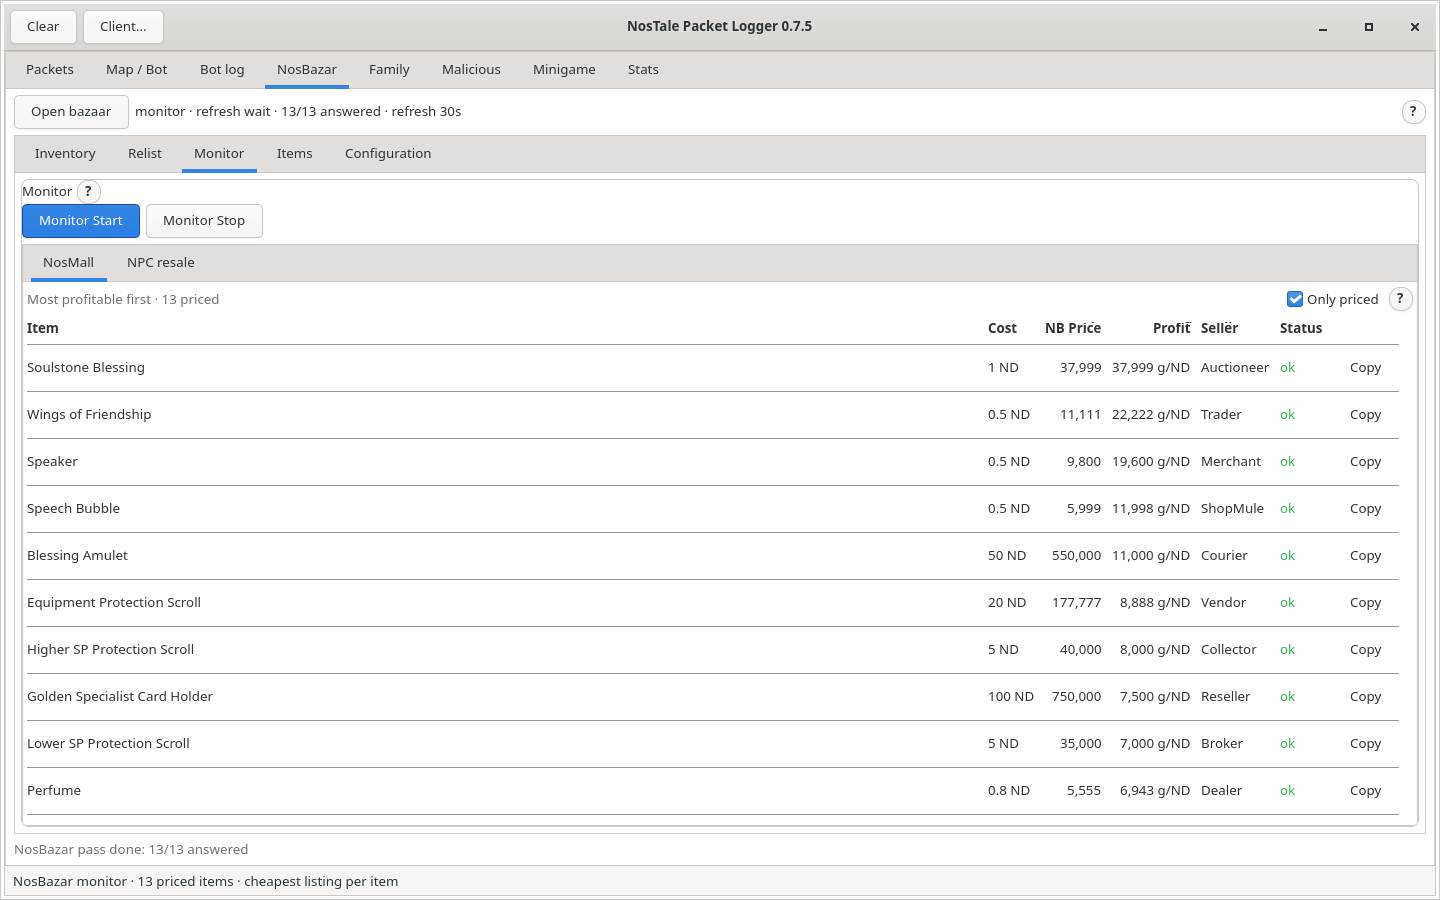 Clear Client... NosTale Packet Logger 0.7.5
Packets Map / Bot Bot log NosBazar Family Malicious Minigame Stats
Open bazaar monitor · refresh wait · 13/13 answered · refresh 30s ?
Inventory Relist Monitor Items Configuration
Monitor ?
Monitor Start Monitor Stop
NosMall NPC resale
Most profitable first · 13 priced Only priced ?
Item Cost NB Price Profit Seller Status
Soulstone Blessing 1 ND 37,999 37,999 g/ND Auctioneer ok Copy
Wings of Friendship 0.5 ND 11,111 22,222 g/ND Trader ok Copy
Speaker 0.5 ND 9,800 19,600 g/ND Merchant ok Copy
Speech Bubble 0.5 ND 5,999 11,998 g/ND ShopMule ok Copy
Blessing Amulet 50 ND 550,000 11,000 g/ND Courier ok Copy
Equipment Protection Scroll 20 ND 177,777 8,888 g/ND Vendor ok Copy
Higher SP Protection Scroll 5 ND 40,000 8,000 g/ND Collector ok Copy
Golden Specialist Card Holder 100 ND 750,000 7,500 g/ND Reseller ok Copy
Lower SP Protection Scroll 5 ND 35,000 7,000 g/ND Broker ok Copy
Perfume 0.8 ND 5,555 6,943 g/ND Dealer ok Copy
NosBazar pass done: 13/13 answered
NosBazar monitor · 13 priced items · cheapest listing per item